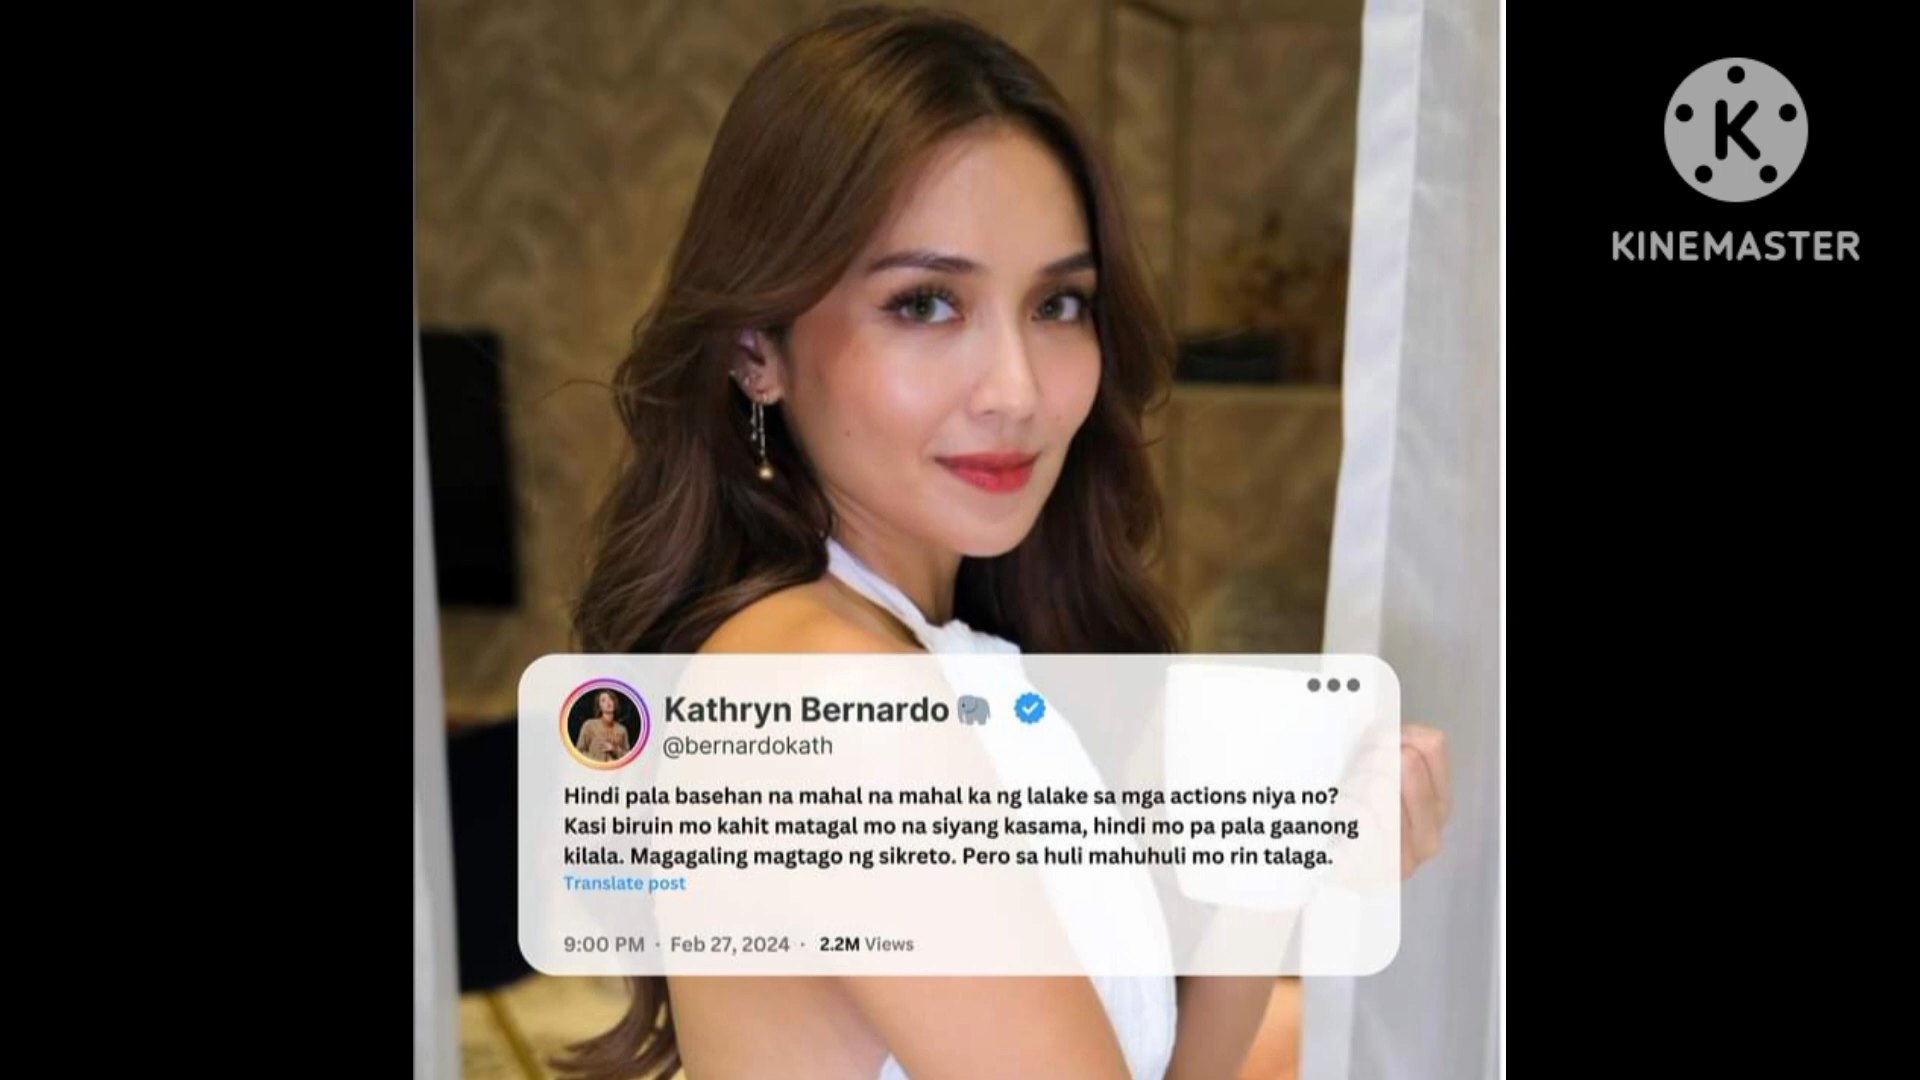 K
KINEMASTER
Kathryn Bernardo🐘
@bernardokath
Hindi pala basehan na mahal na mahal ka ng lalake sa mga actions niya no?
Kasi biruin mo kahit matagal mo na siyang kasama, hindi mo pa pala gaanong
kilala. Magagaling magtago ng sikreto. Pero sa huli mahuhuli mo rin talaga.
Translate post
9:00 PM · Feb 27, 2024 · 2.2M Views